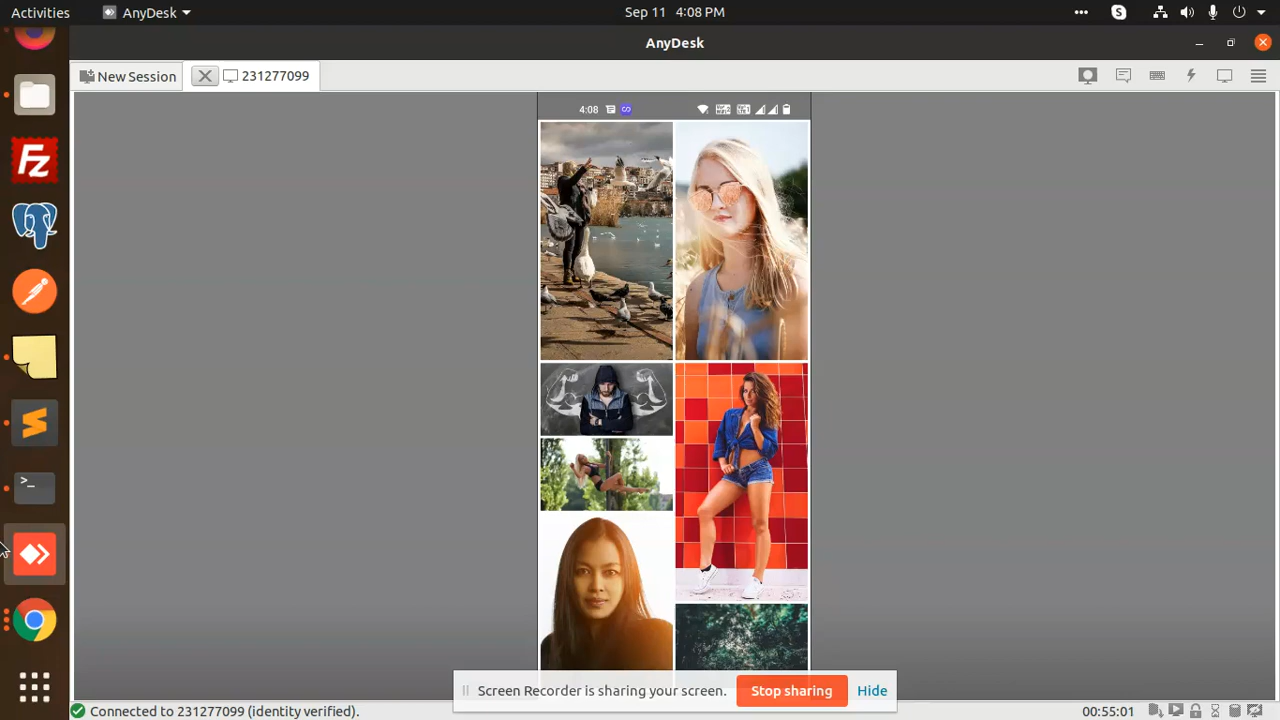 Activities
AnyDesk
Sep 11 4:08 PM
AnyDesk
New Session
231277099
4:08
Screen Recorder is sharing your screen.
Stop sharing
Hide
Connected to 231277099 (identity verified).
00:55:01